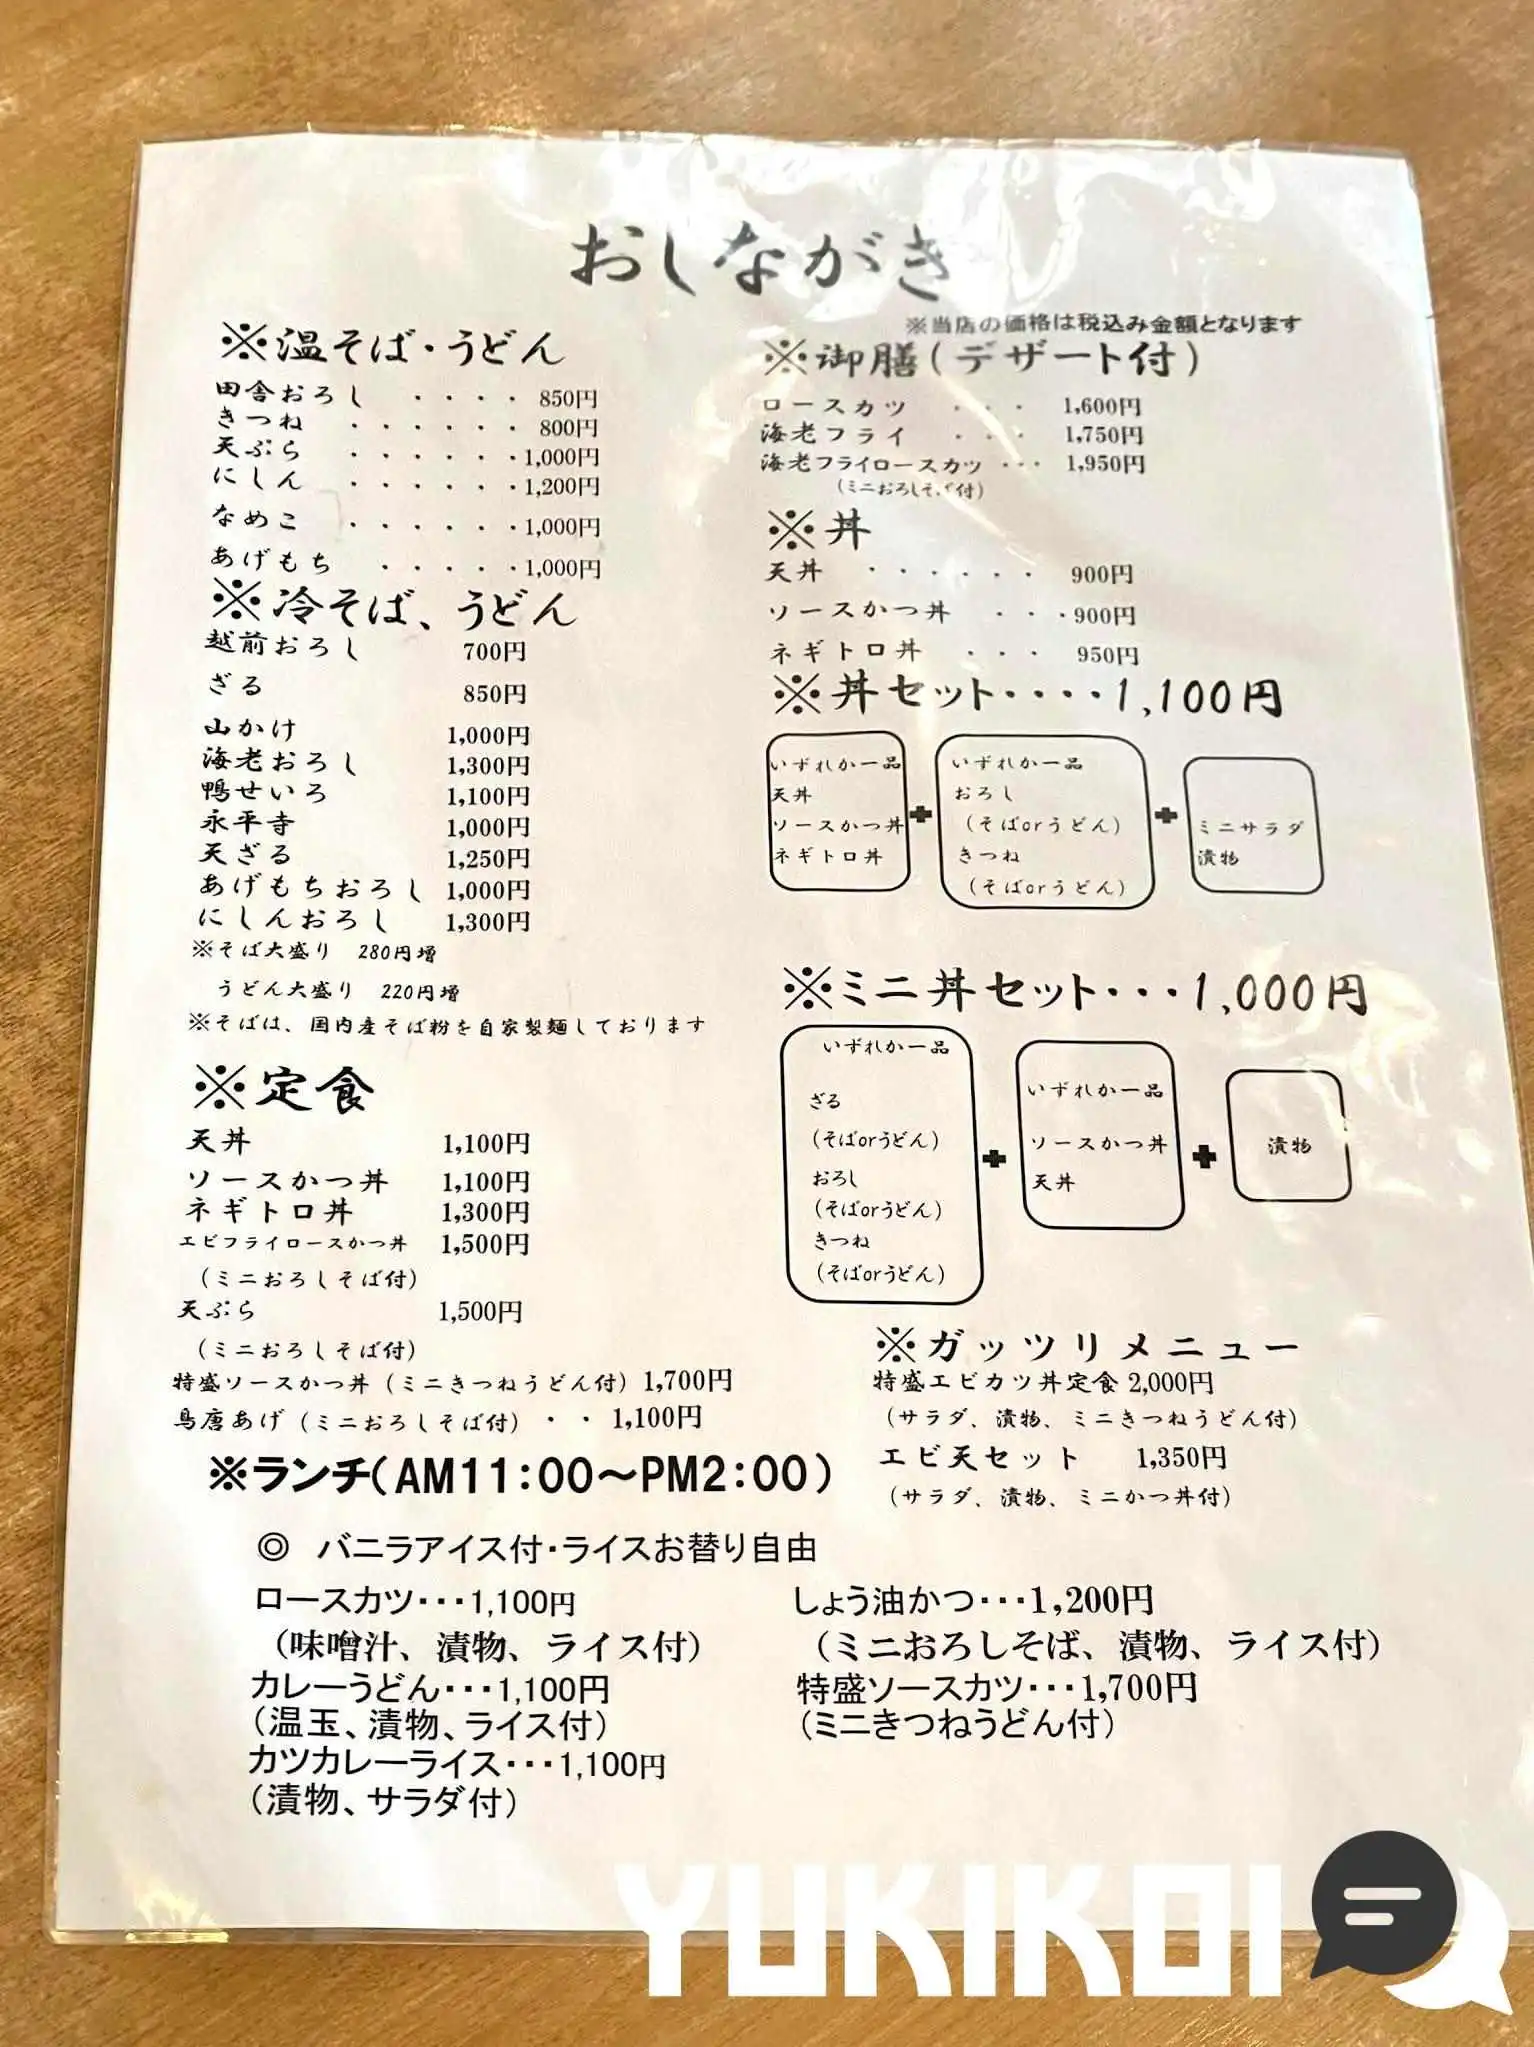 おしながき
※当店の価格は税込み金額となります
※温そば・うどん
田舎おろし ・・・・ 850円
きつね ・・・・・・ 800円
天ぷら ・・・・・・1,000円
にしん ・・・・・・1,200円
なめこ ・・・・・・1,000円
あげもち ・・・・・1,000円
※冷そば、うどん
越前おろし 700円
ざる 850円
山かけ 1,000円
海老おろし 1,300円
鴨せいろ 1,100円
永平寺 1,000円
天ざる 1,250円
あげもちおろし 1,000円
にしんおろし 1,300円
※そば大盛り 280円増
うどん大盛り 220円増
※そばは、国内産そば粉を自家製麺しております
※定食
天丼 1,100円
ソースかつ丼 1,100円
ネギトロ丼 1,300円
エビフライロースかつ丼 1,500円
(ミニおろしそば付)
天ぷら 1,500円
(ミニおろしそば付)
特盛ソースかつ丼(ミニきつねうどん付)1,700円
鳥唐あげ(ミニおろしそば付)・・1,100円
※御膳(デザート付)
ロースカツ ・・・ 1,600円
海老フライ ・・・ 1,750円
海老フライロースカツ ・・・ 1,950円
(ミニおろしそば付)
※丼
天丼 ・・・・・・ 900円
ソースかつ丼 ・・・900円
ネギトロ丼 ・・・ 950円
※丼セット・・・・1,100円
いずれか一品
天丼
ソースかつ丼
ネギトロ丼
+
いずれか一品
おろし
(そばorうどん)
きつね
(そばorうどん)
+
ミニサラダ
漬物
※ミニ丼セット・・・1,000円
いずれか一品
ざる
(そばorうどん)
おろし
(そばorうどん)
きつね
(そばorうどん)
+
いずれか一品
ソースかつ丼
天丼
+
漬物
※ガッツリメニュー
特盛エビカツ丼定食 2,000円
(サラダ、漬物、ミニきつねうどん付)
エビ天セット 1,350円
(サラダ、漬物、ミニかつ丼付)
※ランチ(AM11:00~PM2:00)
◎ バニラアイス付・ライスお替り自由
ロースカツ・・・1,100円
(味噌汁、漬物、ライス付)
カレーうどん・・・1,100円
(温玉、漬物、ライス付)
カツカレーライス・・・1,100円
(漬物、サラダ付)
しょう油かつ・・・1,200円
(ミニおろしそば、漬物、ライス付)
特盛ソースカツ・・・1,700円
(ミニきつねうどん付)
YUKIKOI